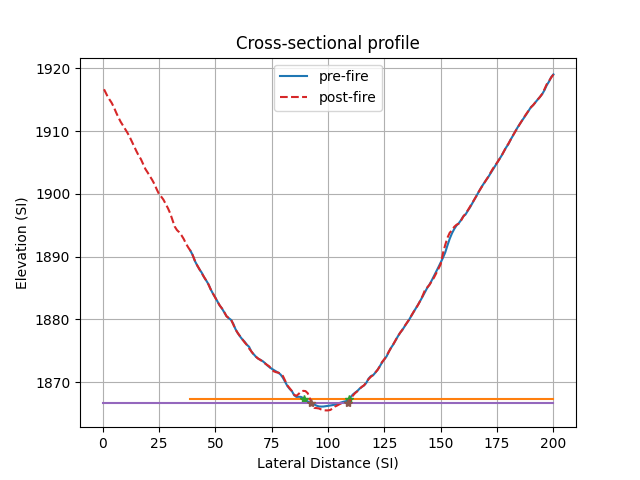 Cross-sectional profile
pre-fire
post-fire
Elevation (SI)
1920
1910
1900
1890
1880
1870
0 25 50 75 100 125 150 175 200
Lateral Distance (SI)